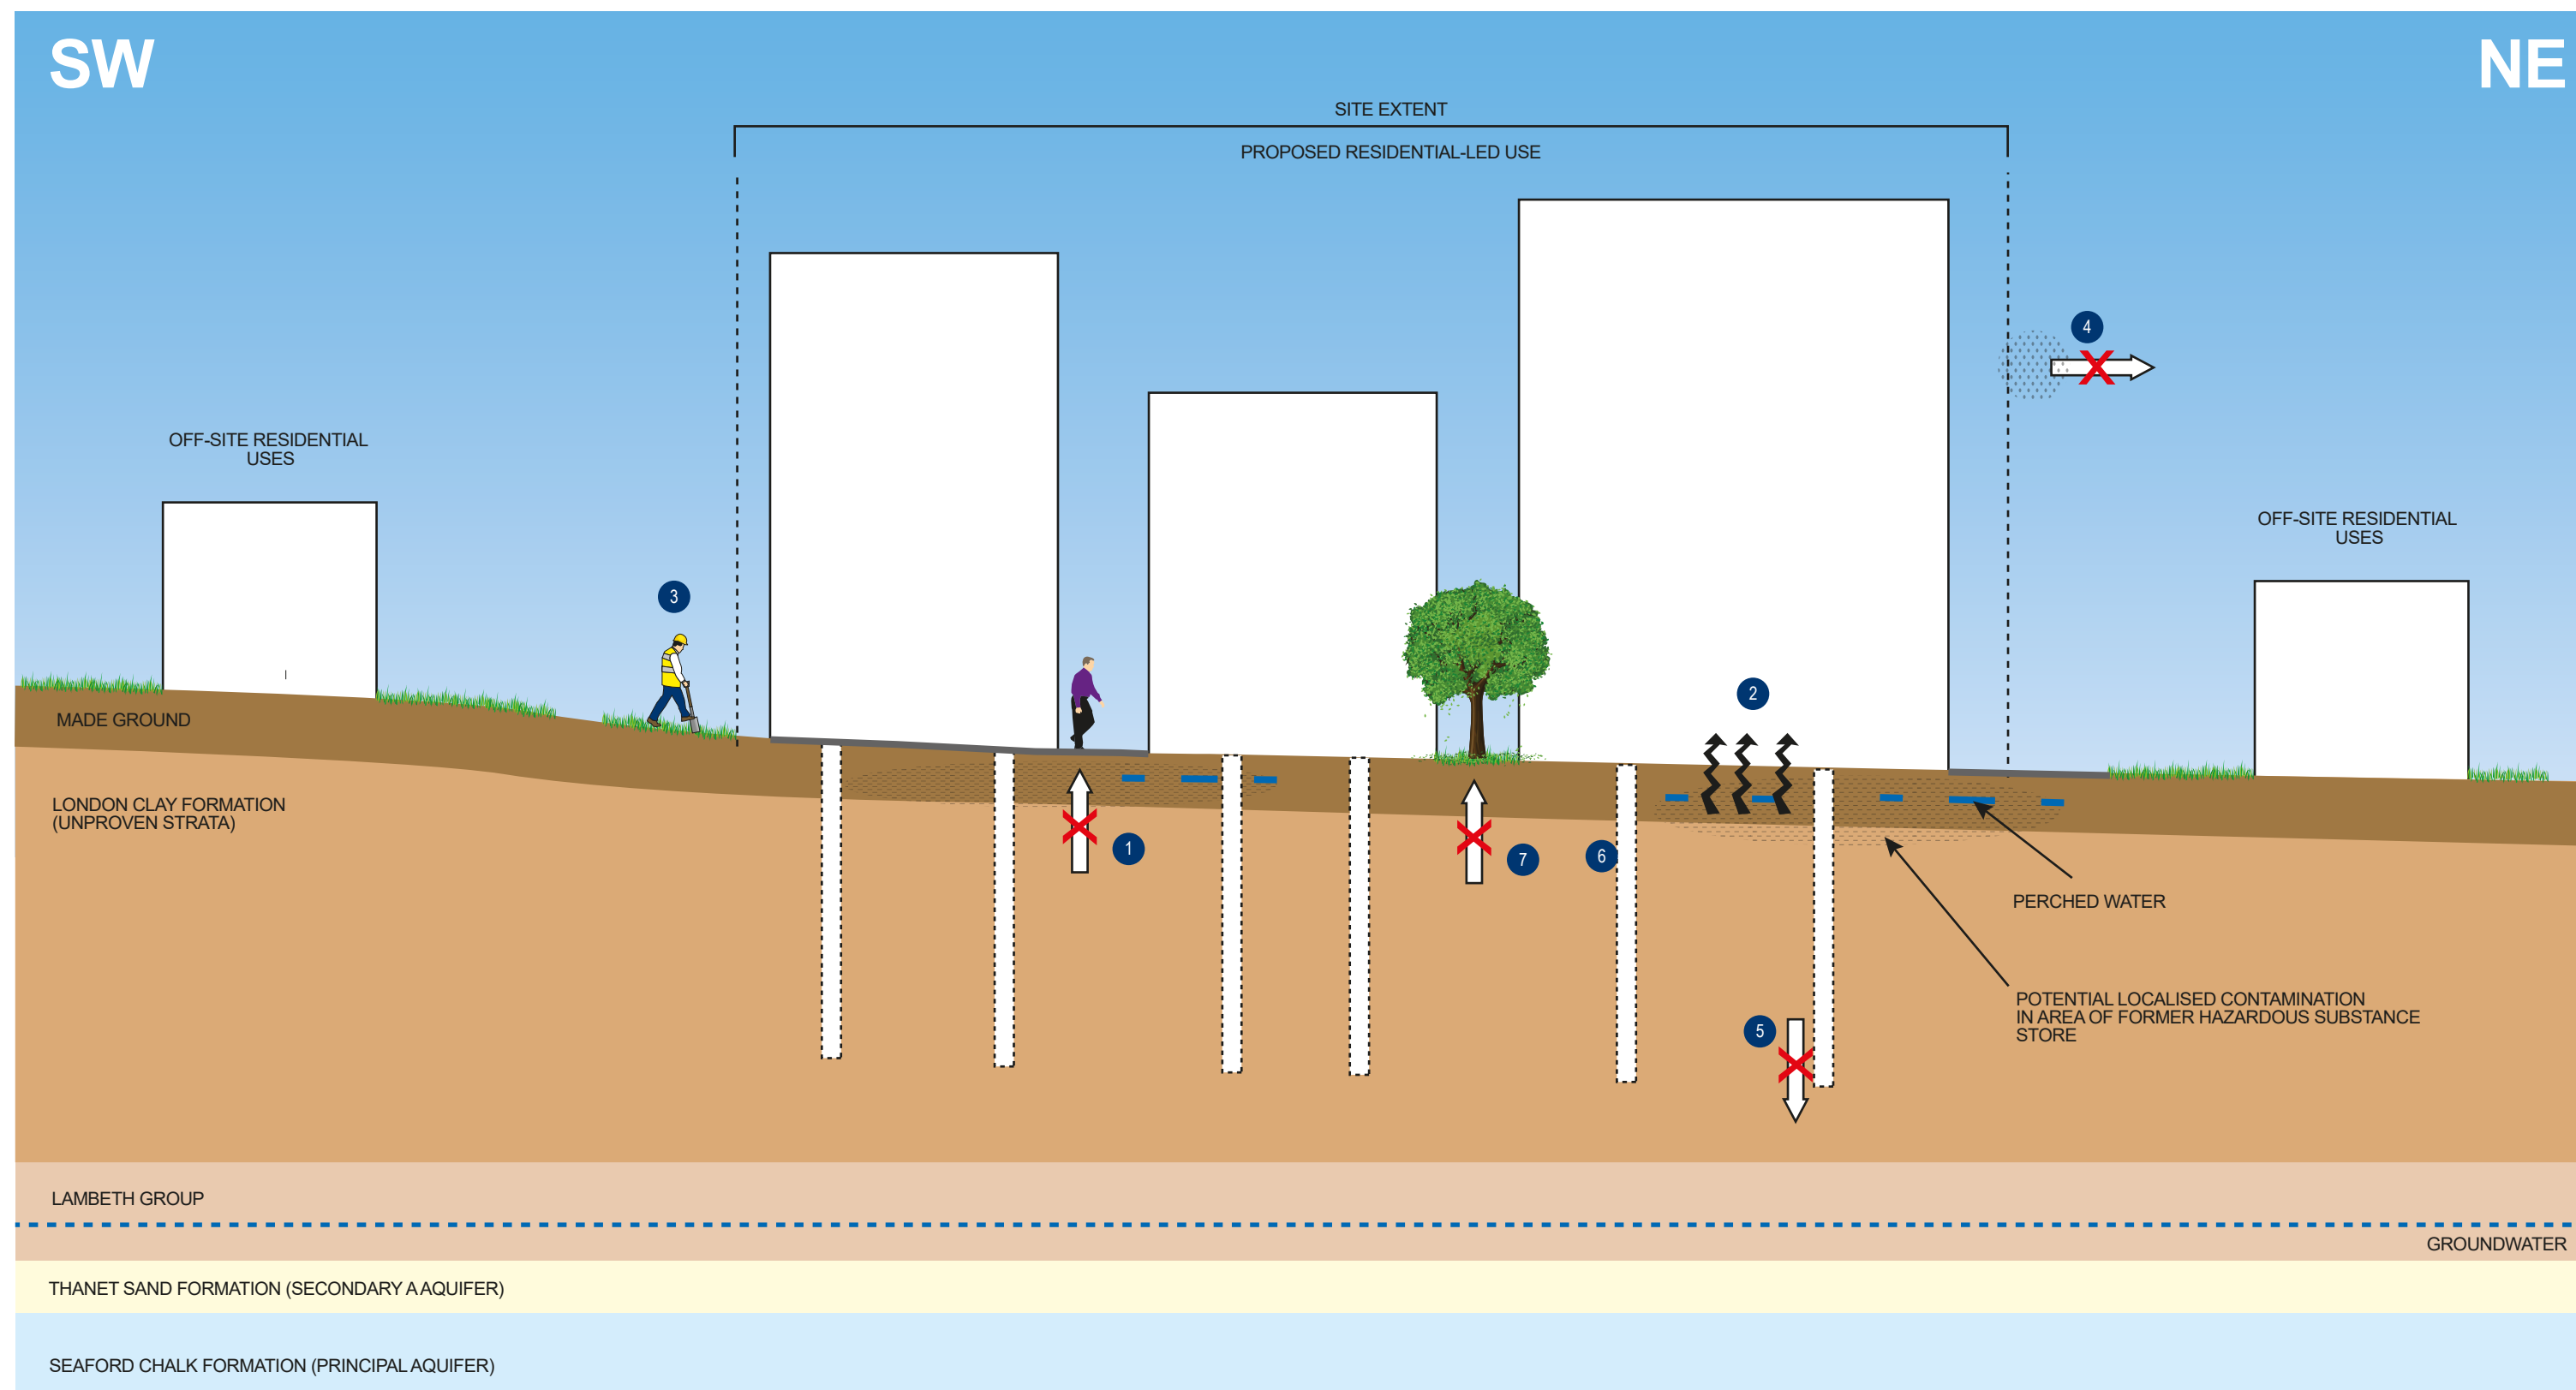 SW
NE
SITE EXTENT
PROPOSED RESIDENTIAL-LED USE
4
OFF-SITE RESIDENTIAL
USES
OFF-SITE RESIDENTIAL
USES
3
2
MADE GROUND
LONDON CLAY FORMATION
(UNPROVEN STRATA)
1
7
6
PERCHED WATER
POTENTIAL LOCALISED CONTAMINATION
IN AREA OF FORMER HAZARDOUS SUBSTANCE
STORE
5
LAMBETH GROUP
GROUNDWATER
THANET SAND FORMATION (SECONDARY A AQUIFER)
SEAFORD CHALK FORMATION (PRINCIPAL AQUIFER)